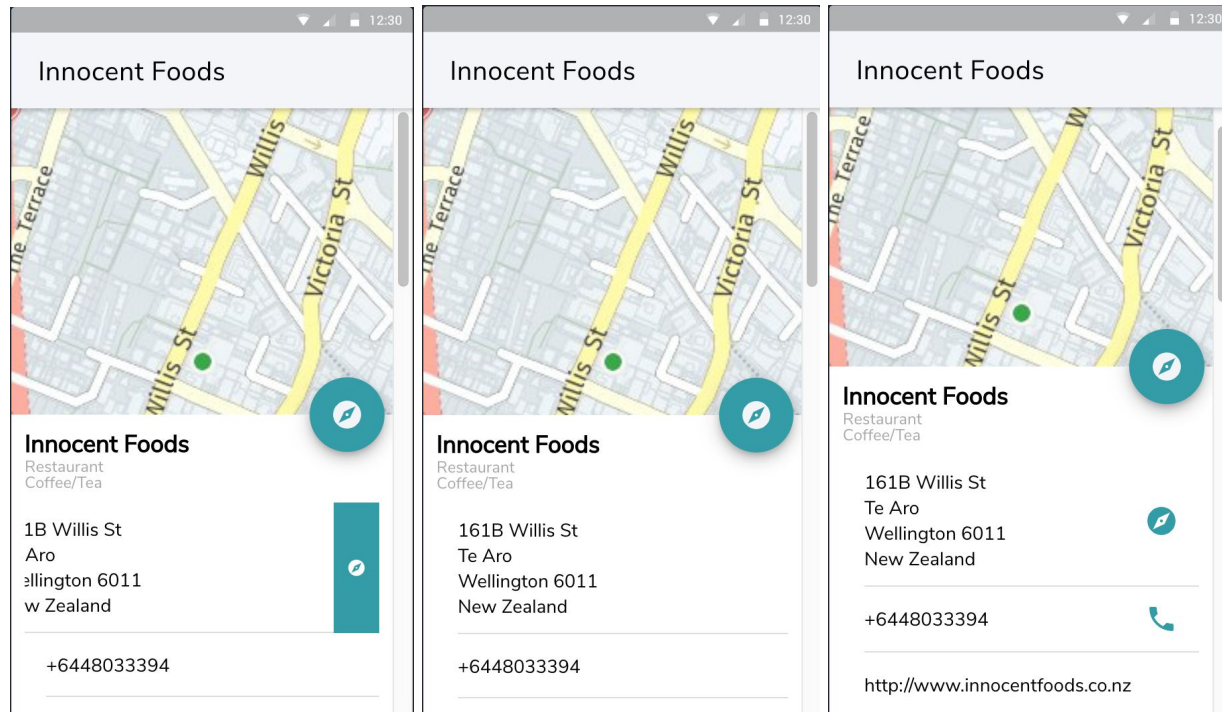 12:30
Innocent Foods
Willis
The Terrace
Victoria St
Willis St
Innocent Foods
Restaurant
Coffee/Tea
1B Willis St
Aro
ellington 6011
w Zealand
+6448033394
12:30
Innocent Foods
Willis
The Terrace
Victoria St
Willis St
Innocent Foods
Restaurant
Coffee/Tea
161B Willis St
Te Aro
Wellington 6011
New Zealand
+6448033394
12:30
Innocent Foods
W
The Terrace
Victoria St
Willis St
Innocent Foods
Restaurant
Coffee/Tea
161B Willis St
Te Aro
Wellington 6011
New Zealand
+6448033394
http://www.innocentfoods.co.nz